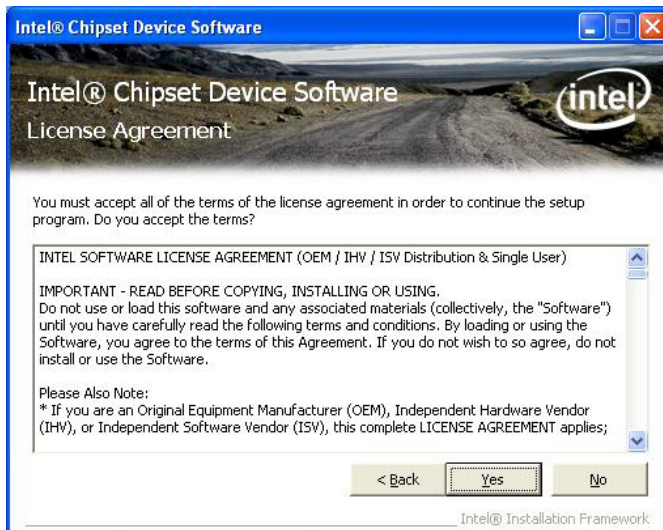 Intel® Chipset Device Software
Intel® Chipset Device Software
License Agreement
intel
You must accept all of the terms of the license agreement in order to continue the setup
program. Do you accept the terms?
INTEL SOFTWARE LICENSE AGREEMENT (OEM / IHV / ISV Distribution & Single User)
IMPORTANT - READ BEFORE COPYING, INSTALLING OR USING.
Do not use or load this software and any associated materials (collectively, the "Software")
until you have carefully read the following terms and conditions. By loading or using the
Software, you agree to the terms of this Agreement. If you do not wish to so agree, do not
install or use the Software.
Please Also Note:
* If you are an Original Equipment Manufacturer (OEM), Independent Hardware Vendor
(IHV), or Independent Software Vendor (ISV), this complete LICENSE AGREEMENT applies;
< Back Yes No
Intel® Installation Framework